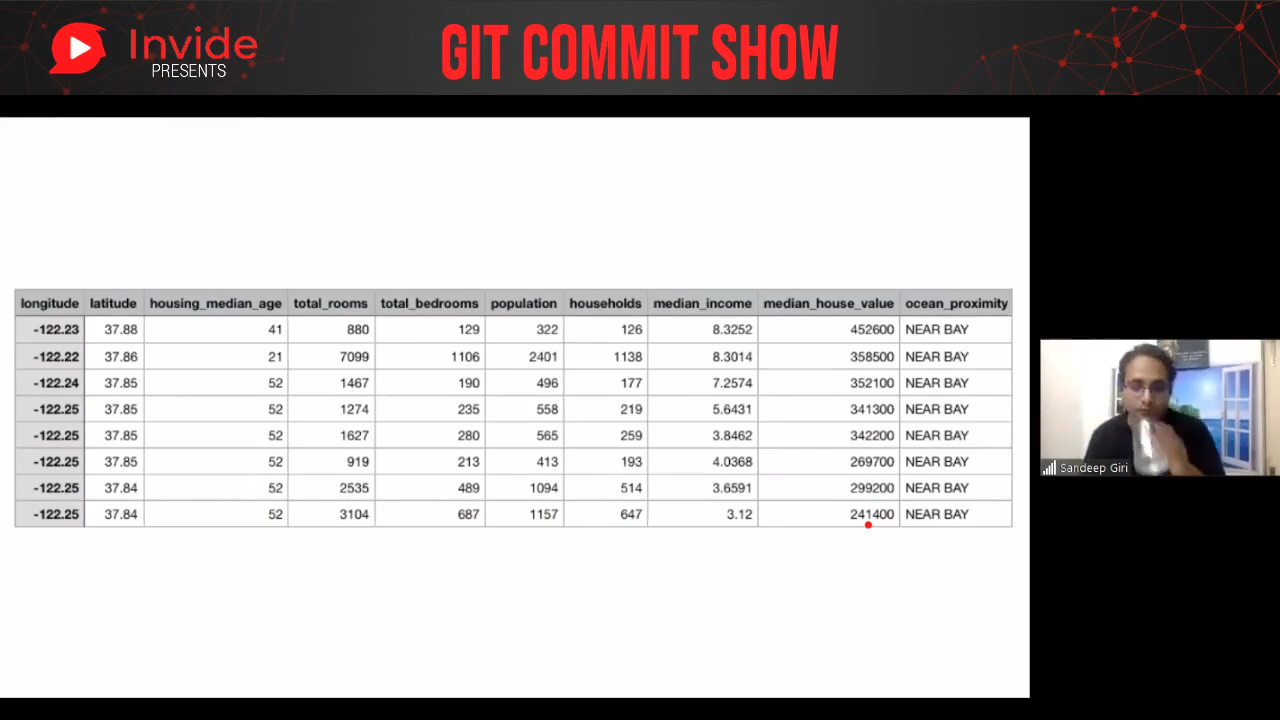 Invide
PRESENTS
GIT COMMIT SHOW
longitude latitude housing_median_age total_rooms total_bedrooms population households median_income median_house_value ocean_proximity
-122.23 37.88 41 880 129 322 126 8.3252 452600 NEAR BAY
-122.22 37.86 21 7099 1106 2401 1138 8.3014 358500 NEAR BAY
-122.24 37.85 52 1467 190 496 177 7.2574 352100 NEAR BAY
-122.25 37.85 52 1274 235 558 219 5.6431 341300 NEAR BAY
-122.25 37.85 52 1627 280 565 259 3.8462 342200 NEAR BAY
-122.25 37.85 52 919 213 413 193 4.0368 269700 NEAR BAY
-122.25 37.84 52 2535 489 1094 514 3.6591 299200 NEAR BAY
-122.25 37.84 52 3104 687 1157 647 3.12 241400 NEAR BAY
Sandeep Giri